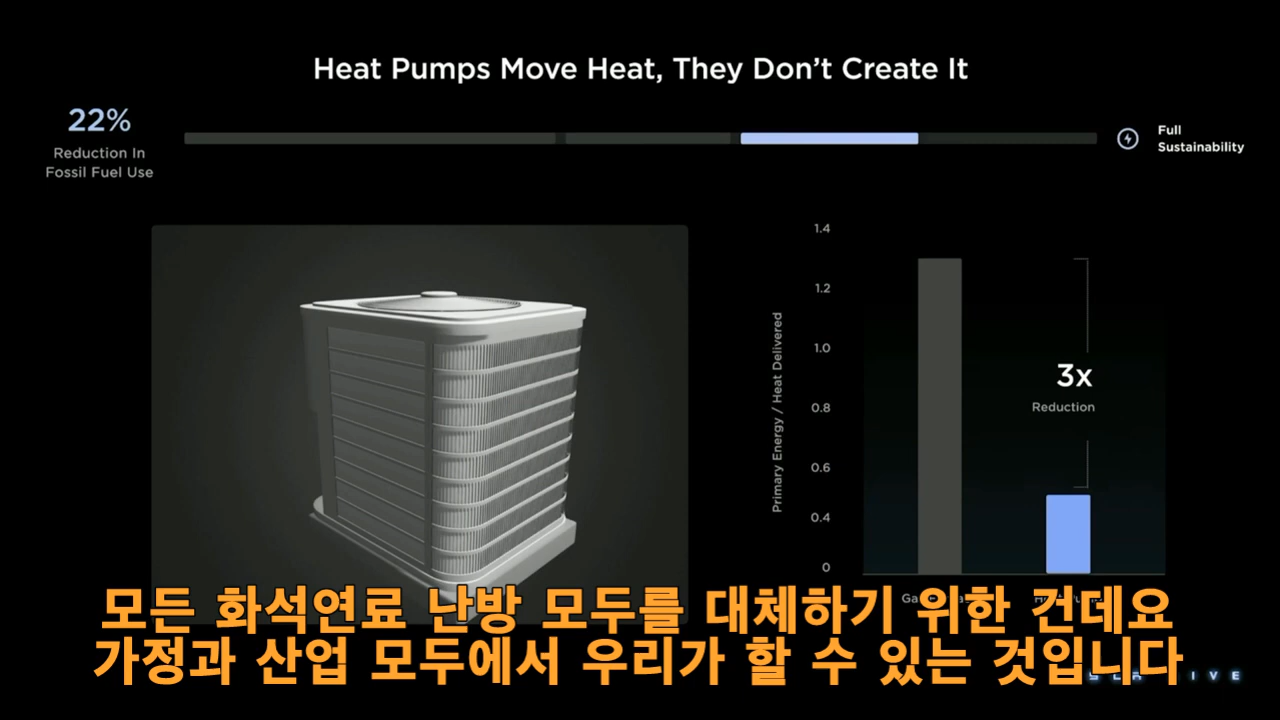 Heat Pumps Move Heat, They Don't Create It
22%
Reduction In
Fossil Fuel Use
Full
Sustainability
1.4
1.2
1.0
0.8
0.6
0.4
0
Primary Energy / Heat Delivered
3x
Reduction
모든 화석연료 난방 모두를 대체하기 위한 건데요
가정과 산업 모두에서 우리가 할 수 있는 것입니다